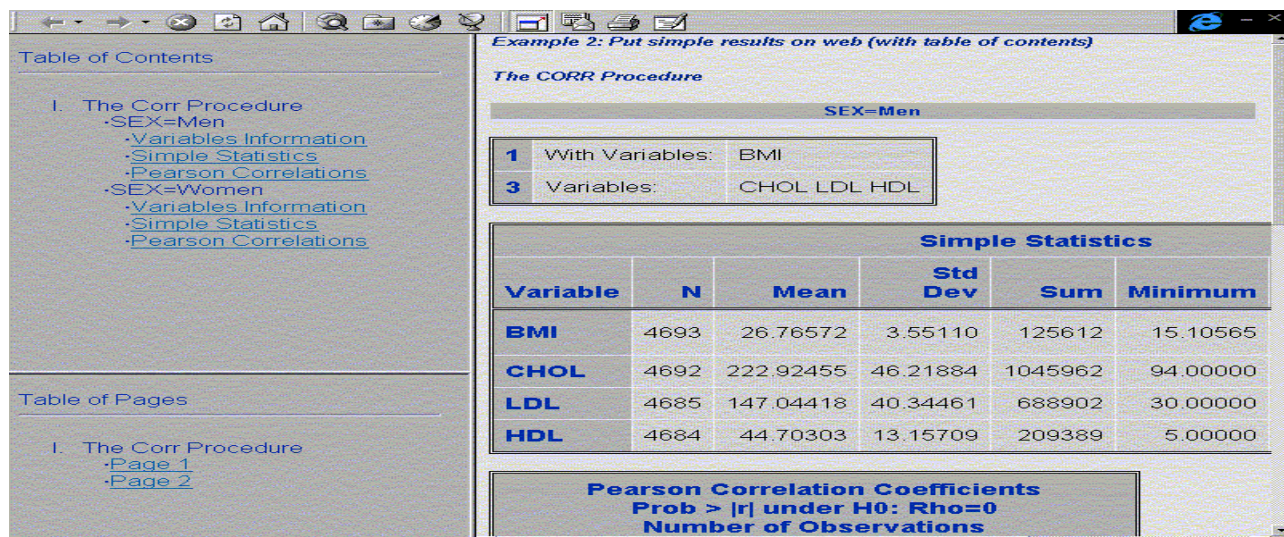 Table of Contents
I. The Corr Procedure
·SEX=Men
·Variables Information
·Simple Statistics
·Pearson Correlations
·SEX=Women
·Variables Information
·Simple Statistics
·Pearson Correlations
Table of Pages
I. The Corr Procedure
·Page 1
·Page 2
Example 2: Put simple results on web (with table of contents)
The CORR Procedure
SEX=Men
1 With Variables: BMI
3 Variables: CHOL LDL HDL
Simple Statistics
Variable N Mean Std Dev Sum Minimum
BMI 4693 26.76572 3.55110 125612 15.10565
CHOL 4692 222.92455 46.21884 1045962 94.00000
LDL 4685 147.04418 40.34461 688902 30.00000
HDL 4684 44.70303 13.15709 209389 5.00000
Pearson Correlation Coefficients
Prob > |r| under H0: Rho=0
Number of Observations